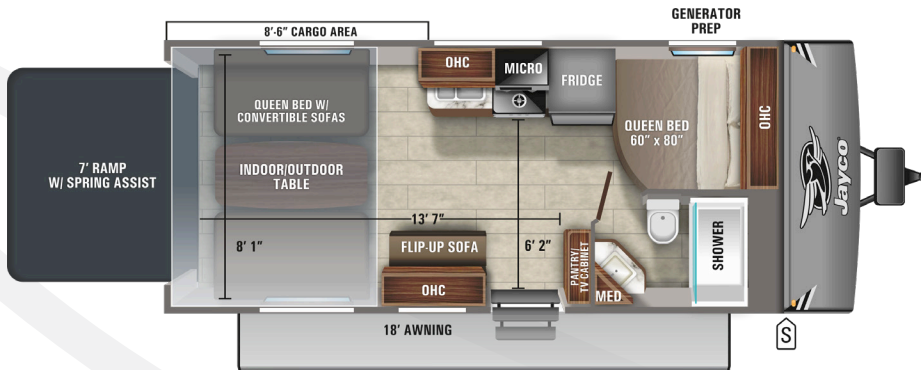 8'-6" CARGO AREA
GENERATOR
PREP
OHC
MICRO
FRIDGE
QUEEN BED W/
CONVERTIBLE SOFAS
QUEEN BED
60" x 80"
OHC
7' RAMP
W/ SPRING ASSIST
INDOOR/OUTDOOR
TABLE
Jayco
13' 7"
8' 1"
FLIP-UP SOFA
6' 2"
PANTRY/
TV CABINET
SHOWER
OHC
MED
18' AWNING
S